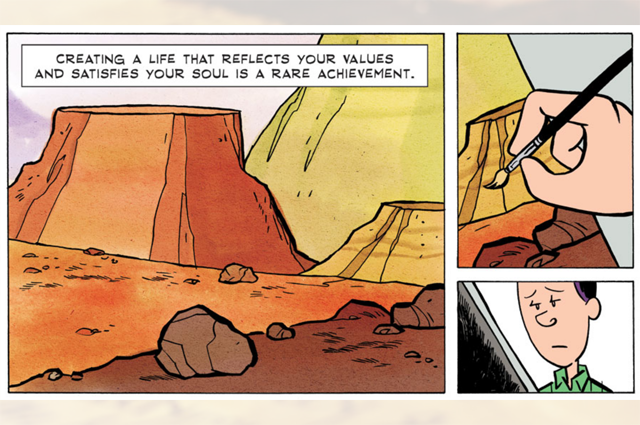 CREATING A LIFE THAT REFLECTS YOUR VALUES
AND SATISFIES YOUR SOUL IS A RARE ACHIEVEMENT.